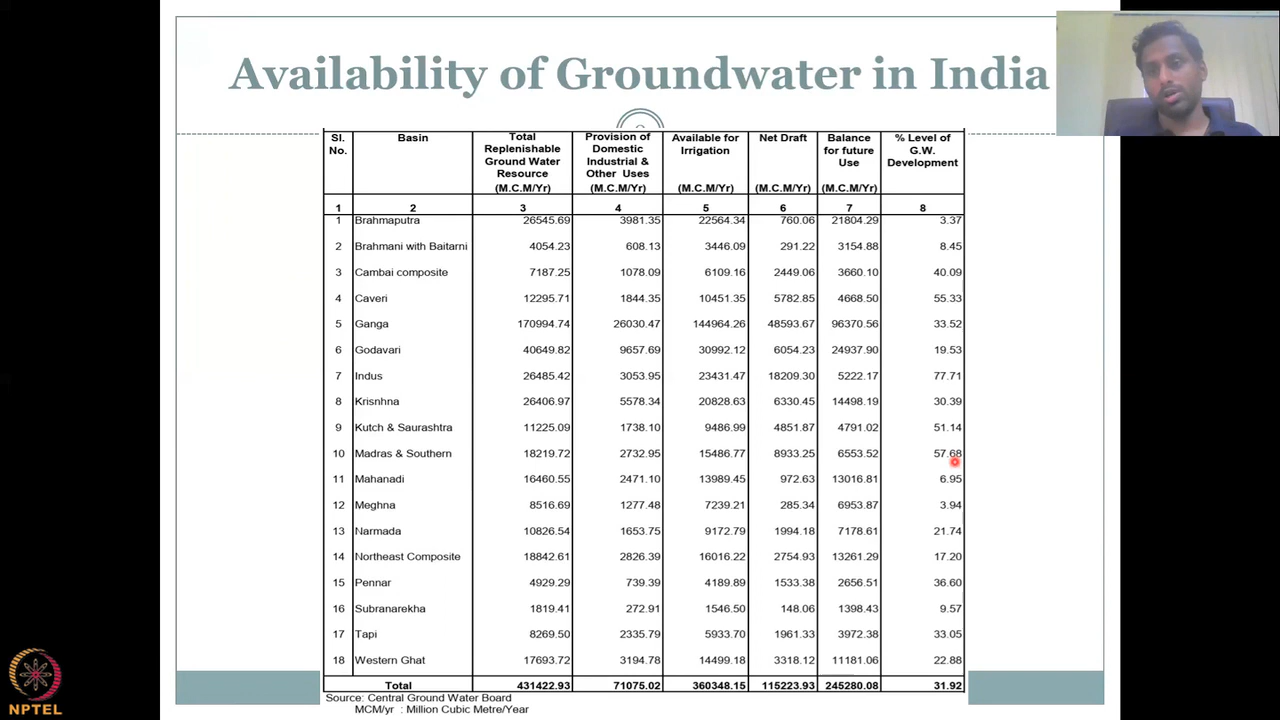 Availability of Groundwater in India
Sl. No. Basin Total Replenishable Ground Water Resource (M.C.M/Yr) Provision of Domestic Industrial & Other Uses (M.C.M/Yr) Available for Irrigation (M.C.M/Yr) Net Draft (M.C.M/Yr) Balance for future Use (M.C.M/Yr) % Level of G.W. Development
1 2 3 4 5 6 7 8
1 Brahmaputra 26545.69 3981.35 22564.34 760.06 21804.29 3.37
2 Brahmani with Baitarni 4054.23 608.13 3446.09 291.22 3154.88 8.45
3 Cambai composite 7187.25 1078.09 6109.16 2449.06 3660.10 40.09
4 Caveri 12295.71 1844.35 10451.35 5782.85 4668.50 55.33
5 Ganga 170994.74 26030.47 144964.26 48593.67 96370.56 33.52
6 Godavari 40649.82 9657.69 30992.12 6054.23 24937.90 19.53
7 Indus 26485.42 3053.95 23431.47 18209.30 5222.17 77.71
8 Krisnhna 26406.97 5578.34 20828.63 6330.45 14498.19 30.39
9 Kutch & Saurashtra 11225.09 1738.10 9486.99 4851.87 4791.02 51.14
10 Madras & Southern 18219.72 2732.95 15486.77 8933.25 6553.52 57.68
11 Mahanadi 16460.55 2471.10 13989.45 972.63 13016.81 6.95
12 Meghna 8516.69 1277.48 7239.21 285.34 6953.87 3.94
13 Narmada 10826.54 1653.75 9172.79 1994.18 7178.61 21.74
14 Northeast Composite 18842.61 2826.39 16016.22 2754.93 13261.29 17.20
15 Pennar 4929.29 739.39 4189.89 1533.38 2656.51 36.60
16 Subranarekha 1819.41 272.91 1546.50 148.06 1398.43 9.57
17 Tapi 8269.50 2335.79 5933.70 1961.33 3972.38 33.05
18 Western Ghat 17693.72 3194.78 14499.18 3318.12 11181.06 22.88
Total 431422.93 71075.02 360348.15 115223.93 245280.08 31.92
Source: Central Ground Water Board
MCM/yr : Million Cubic Metre/Year
NPTEL